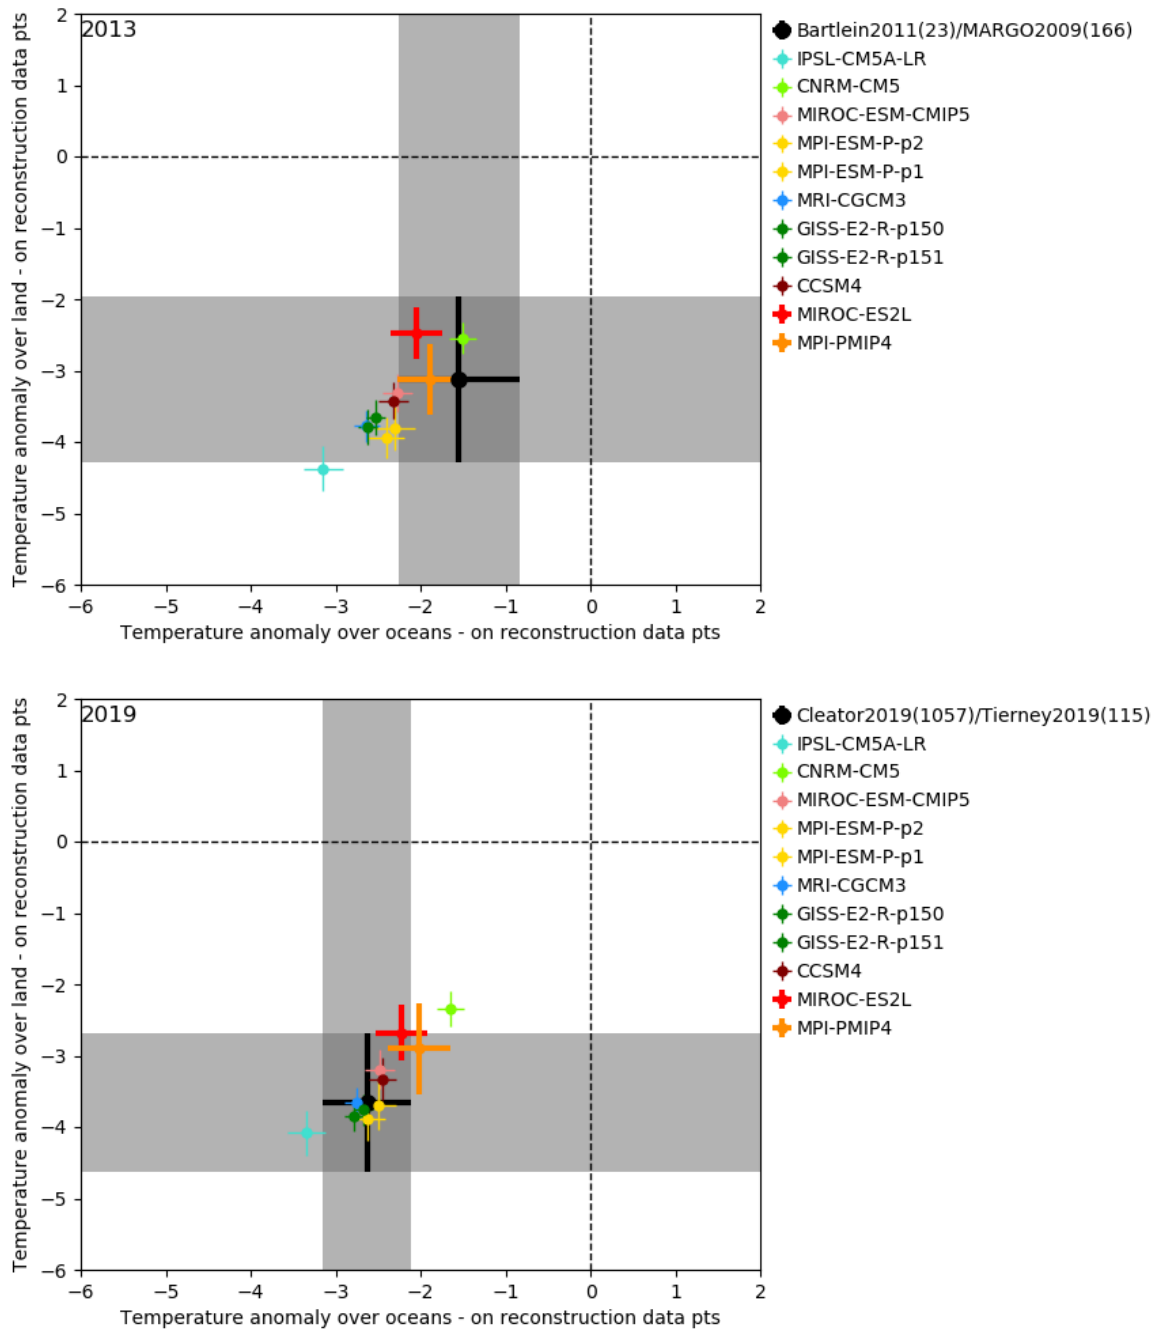 2013
Temperature anomaly over land - on reconstruction data pts
2
1
0
−1
−2
−3
−4
−5
−6
−6 −5 −4 −3 −2 −1 0 1 2
Temperature anomaly over oceans - on reconstruction data pts
Bartlein2011(23)/MARGO2009(166)
IPSL-CM5A-LR
CNRM-CM5
MIROC-ESM-CMIP5
MPI-ESM-P-p2
MPI-ESM-P-p1
MRI-CGCM3
GISS-E2-R-p150
GISS-E2-R-p151
CCSM4
MIROC-ES2L
MPI-PMIP4
2019
Temperature anomaly over land - on reconstruction data pts
2
1
0
−1
−2
−3
−4
−5
−6
−6 −5 −4 −3 −2 −1 0 1 2
Temperature anomaly over oceans - on reconstruction data pts
Cleator2019(1057)/Tierney2019(115)
IPSL-CM5A-LR
CNRM-CM5
MIROC-ESM-CMIP5
MPI-ESM-P-p2
MPI-ESM-P-p1
MRI-CGCM3
GISS-E2-R-p150
GISS-E2-R-p151
CCSM4
MIROC-ES2L
MPI-PMIP4